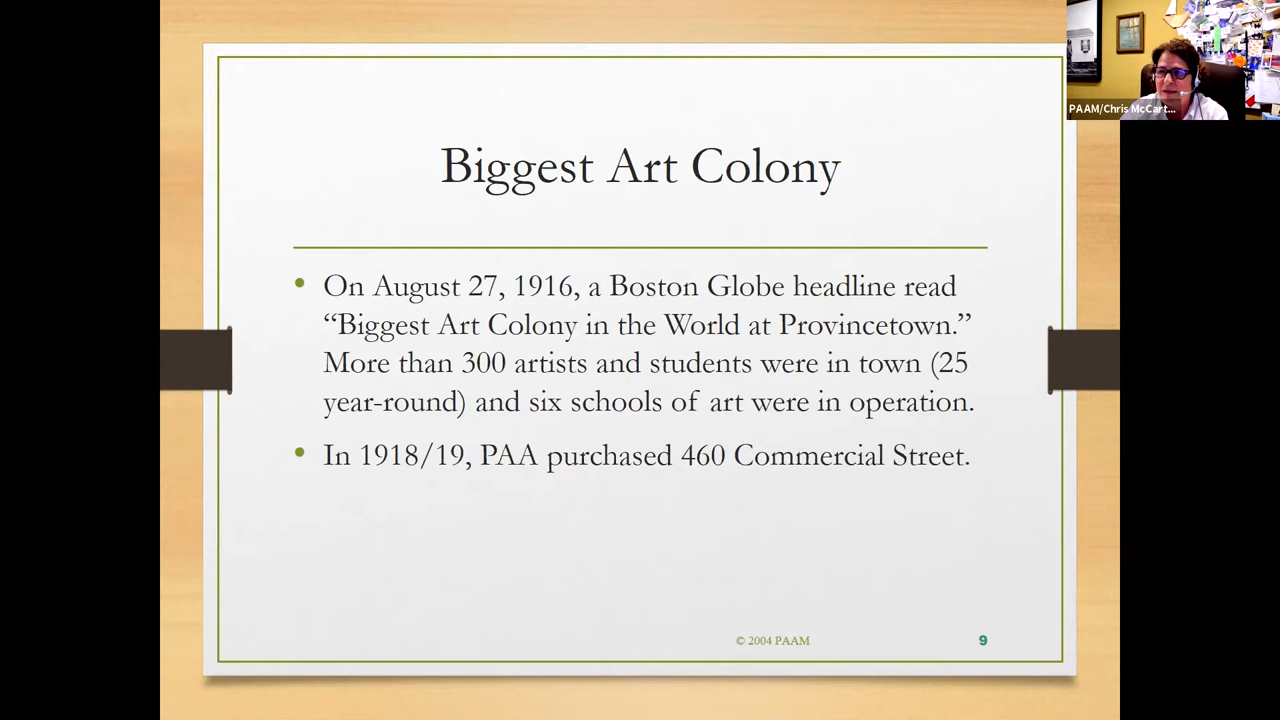 PAAM/Chris McCart...
Biggest Art Colony
• On August 27, 1916, a Boston Globe headline read
“Biggest Art Colony in the World at Provincetown.”
More than 300 artists and students were in town (25
year-round) and six schools of art were in operation.
• In 1918/19, PAA purchased 460 Commercial Street.
© 2004 PAAM
9